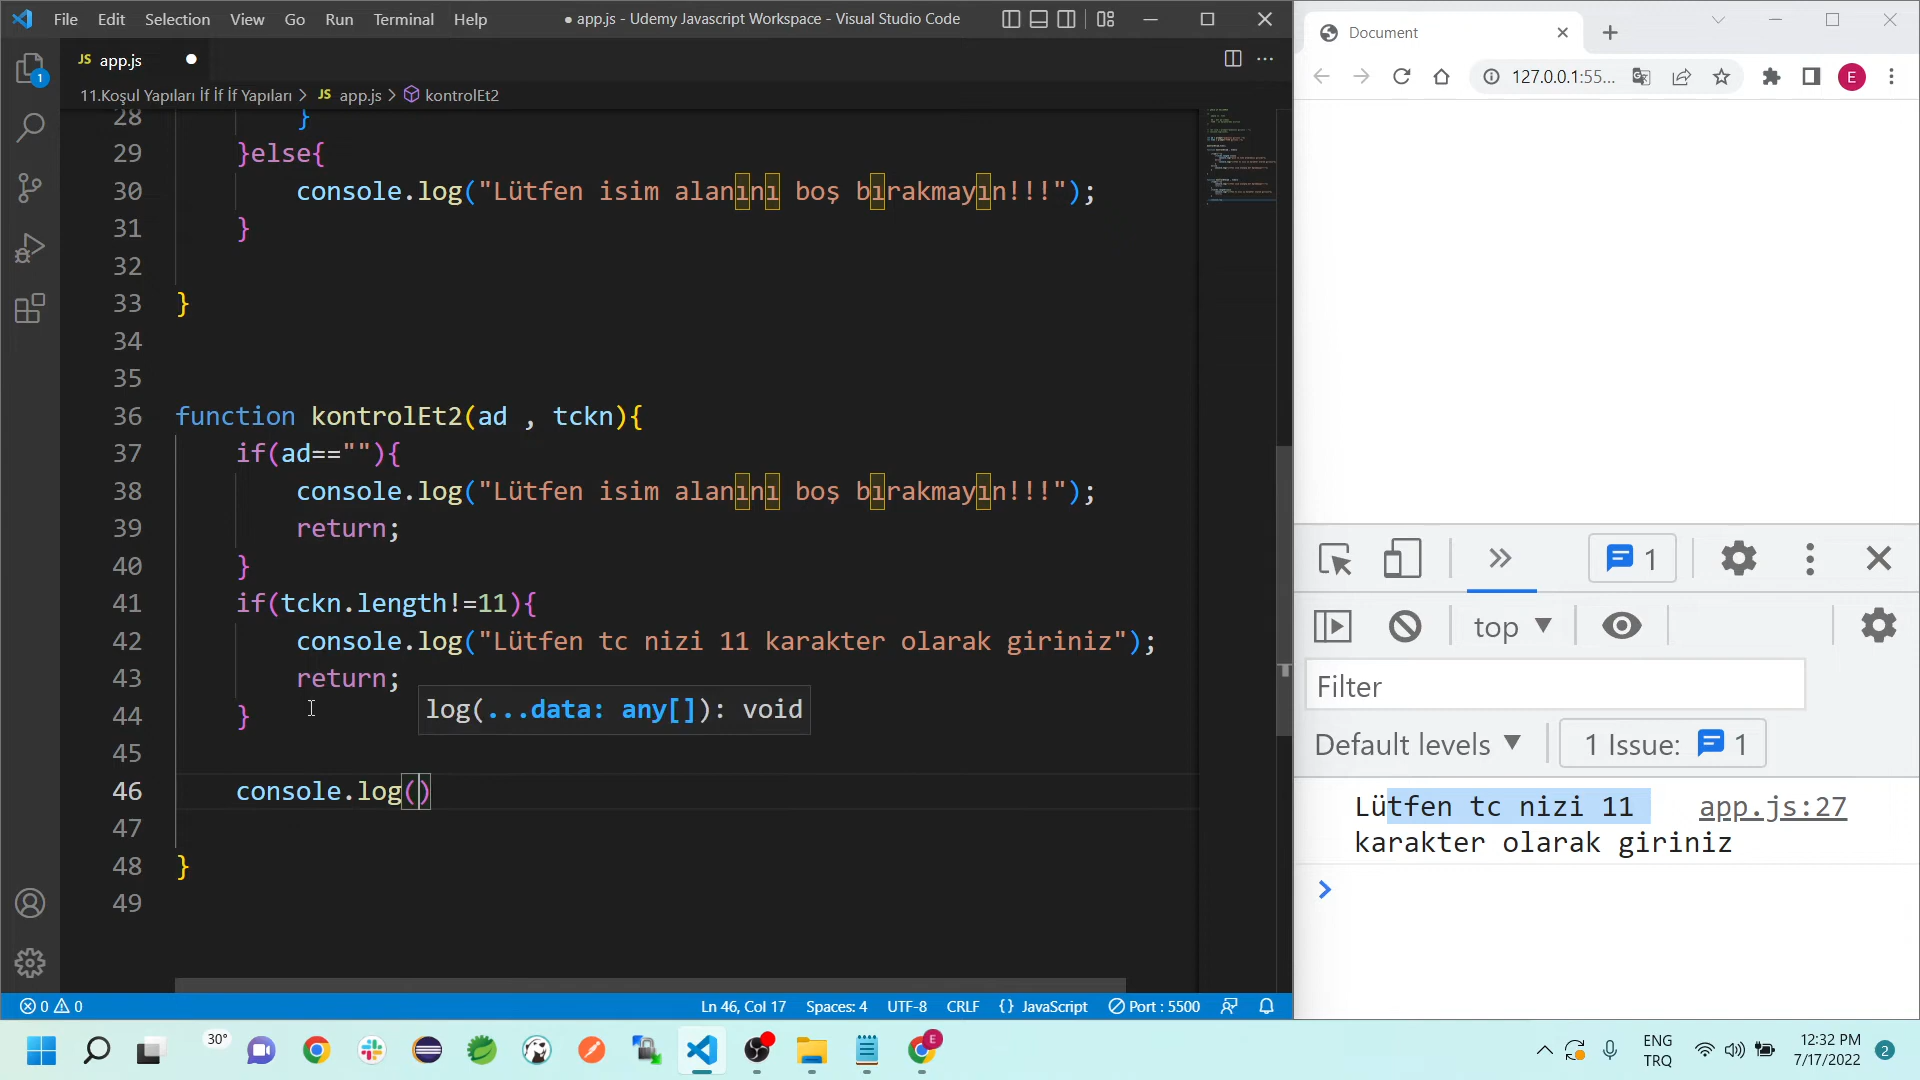 File Edit Selection View Go Run Terminal Help
● app.js - Udemy Javascript Workspace - Visual Studio Code
JS app.js ●
11.Koşul Yapıları İf İf İf Yapıları > JS app.js > kontrolEt2
28 }
29 }else{
30 console.log("Lütfen isim alanını boş bırakmayın!!!");
31 }
32
33 }
34
35
36 function kontrolEt2(ad , tckn){
37 if(ad==""){
38 console.log("Lütfen isim alanını boş bırakmayın!!!");
39 return;
40 }
41 if(tckn.length!=11){
42 console.log("Lütfen tc nizi 11 karakter olarak giriniz");
43 return;
log(...data: any[]): void
44 }
45
46 console.log()
47
48 }
49
1
0 0 Ln 46, Col 17 Spaces: 4 UTF-8 CRLF {} JavaScript Port : 5500
Document
127.0.0.1:55... E
1
top ▼
Filter
Default levels ▼ 1 Issue: 1
Lütfen tc nizi 11 app.js:27
karakter olarak giriniz
30° E
ENG
TRQ
12:32 PM
7/17/2022
2